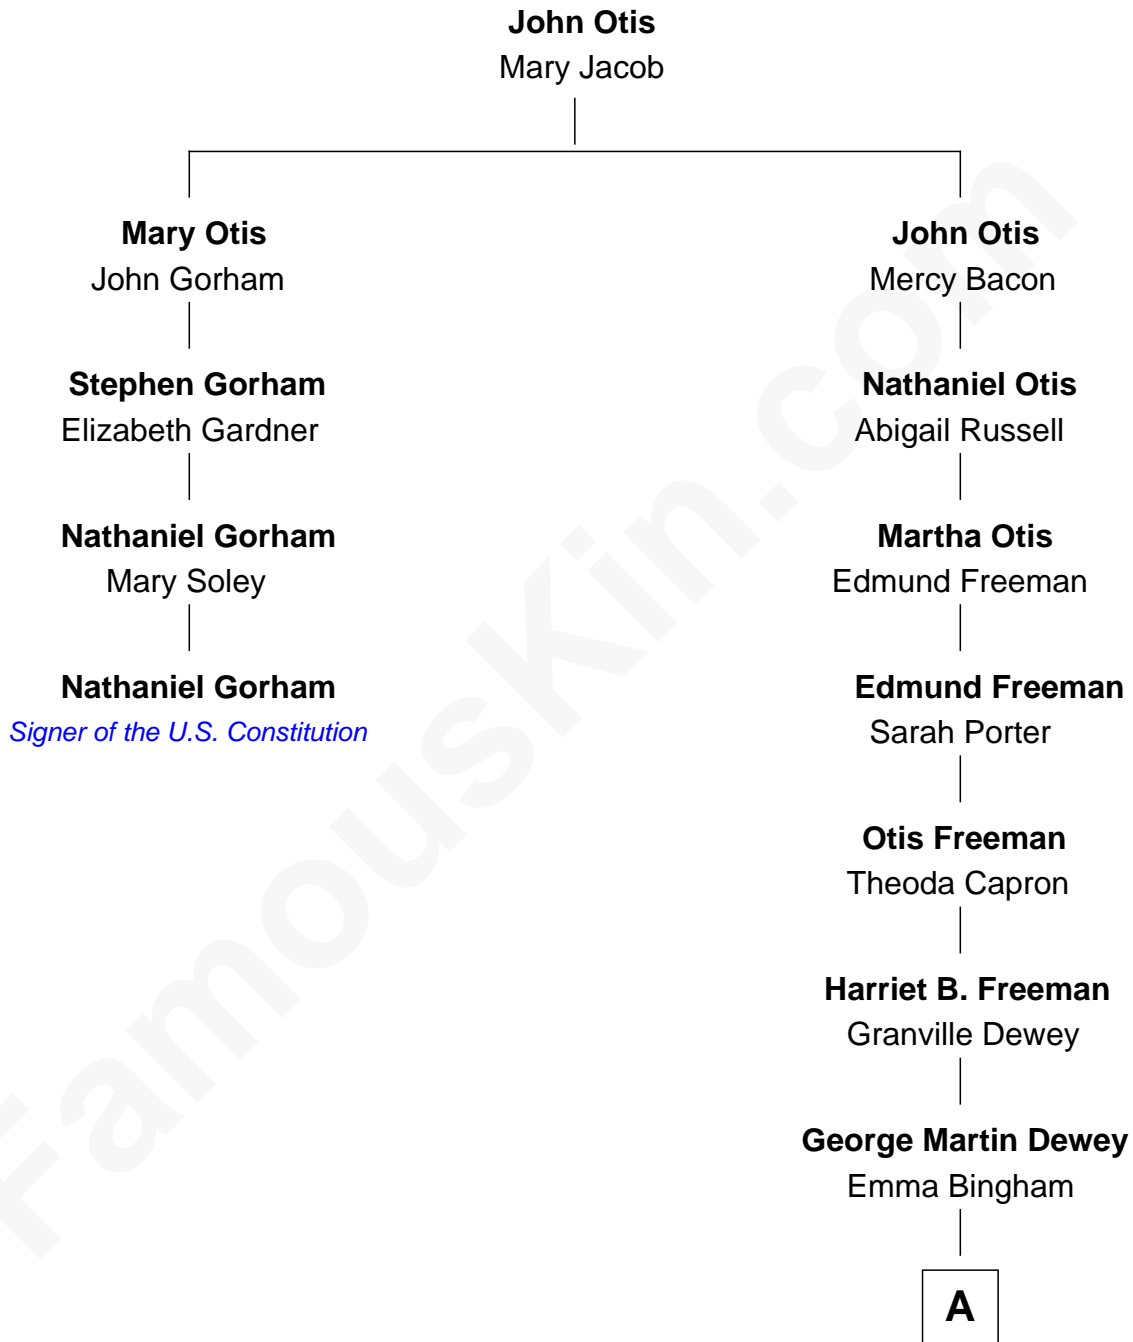 John Otis
Mary Jacob
Mary Otis
John Gorham
John Otis
Mercy Bacon
Stephen Gorham
Elizabeth Gardner
Nathaniel Otis
Abigail Russell
Nathaniel Gorham
Mary Soley
Martha Otis
Edmund Freeman
Nathaniel Gorham
Signer of the U.S. Constitution
Edmund Freeman
Sarah Porter
Otis Freeman
Theoda Capron
Harriet B. Freeman
Granville Dewey
George Martin Dewey
Emma Bingham
A
FamousKin.com